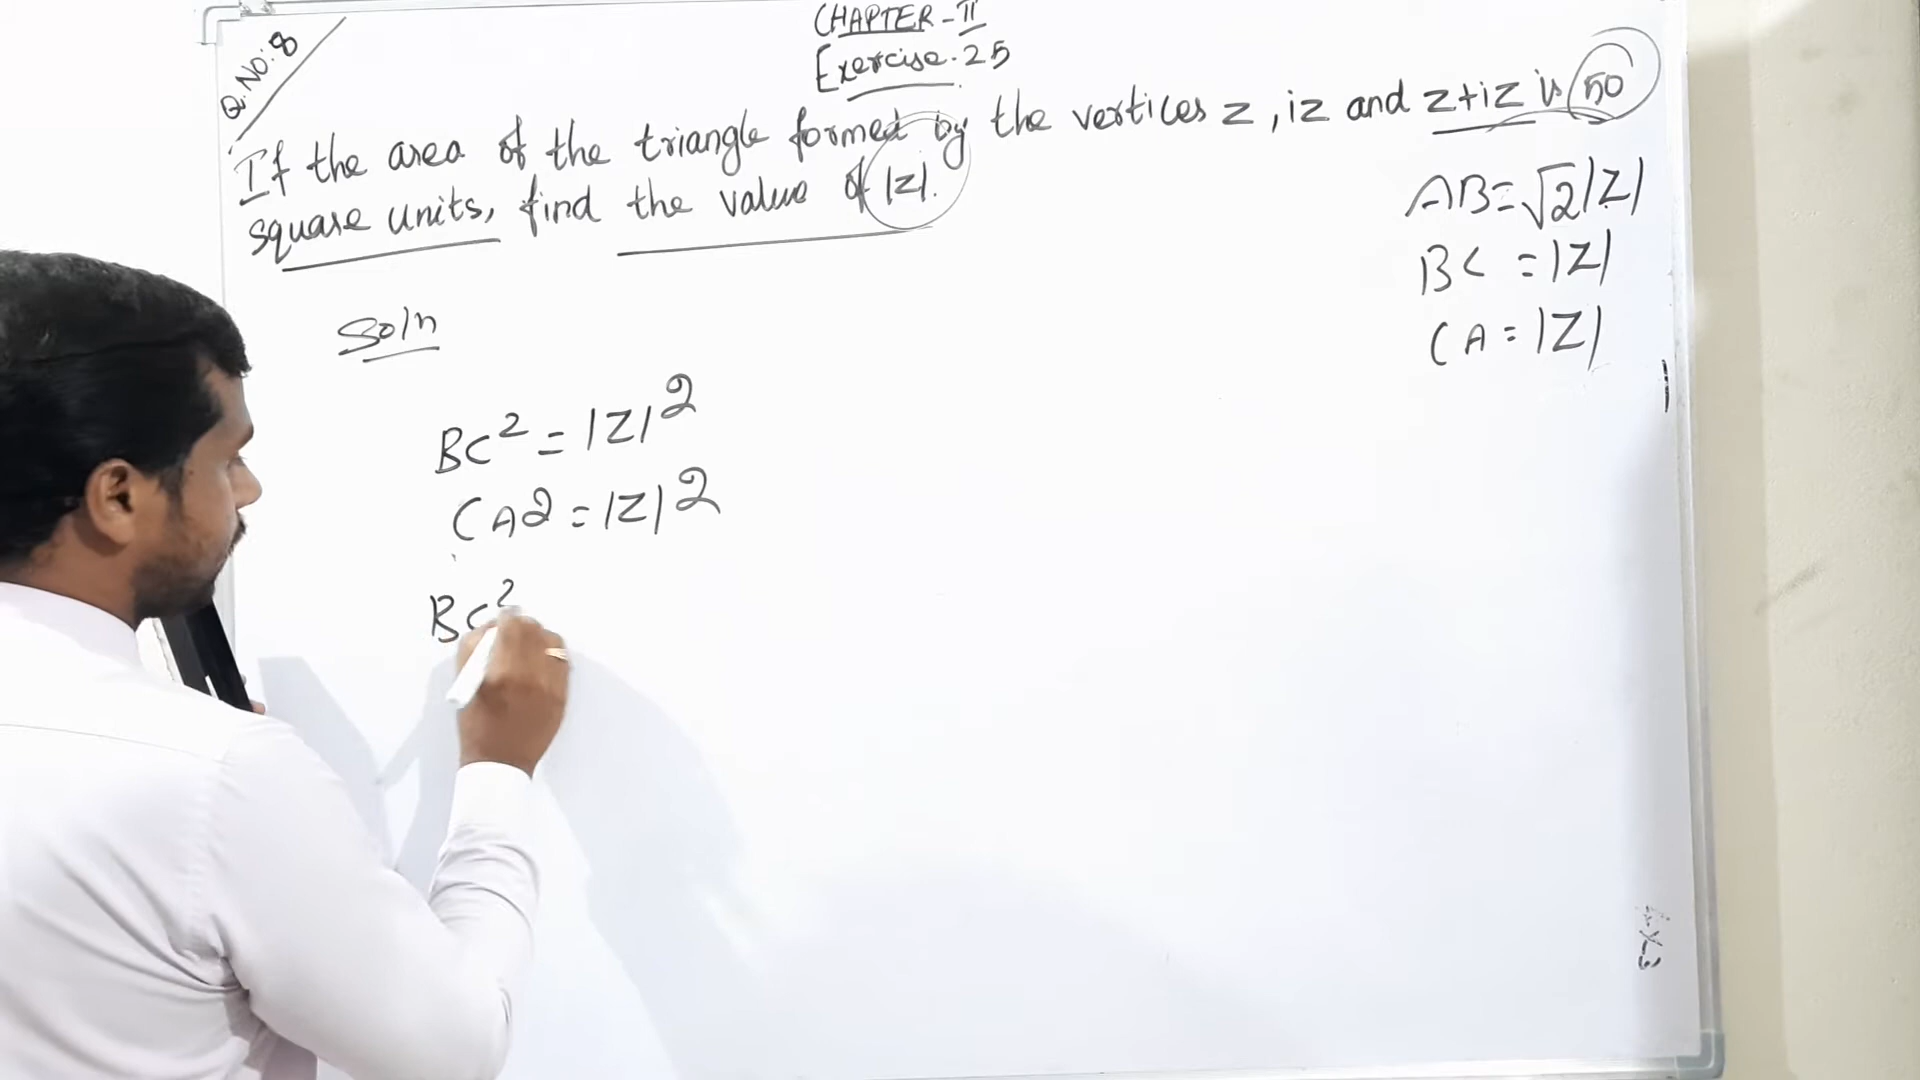 CHAPTER-II
Exercise.25
Q.NO:8
If the area of the triangle formed by the vertices z, iz and z+iz is 50
square units, find the value of |z|.
AB=√2|Z|
BC = |Z|
CA = |Z|
Soln
BC² = |Z|²
CA2 = |Z|²
BC²